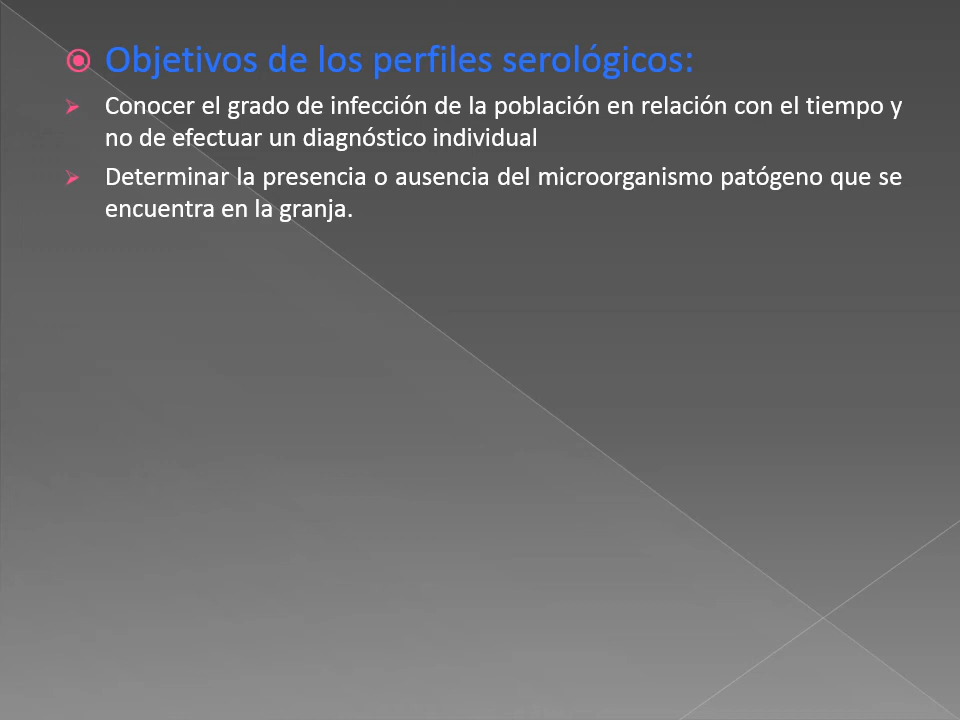 Objetivos de los perfiles serológicos:
Conocer el grado de infección de la población en relación con el tiempo y
no de efectuar un diagnóstico individual
Determinar la presencia o ausencia del microorganismo patógeno que se
encuentra en la granja.